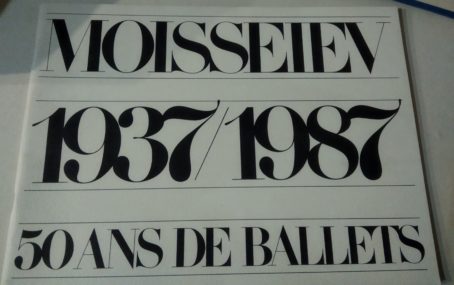 MOISSEIEV
1937/1987
50 ANS DE BALLETS